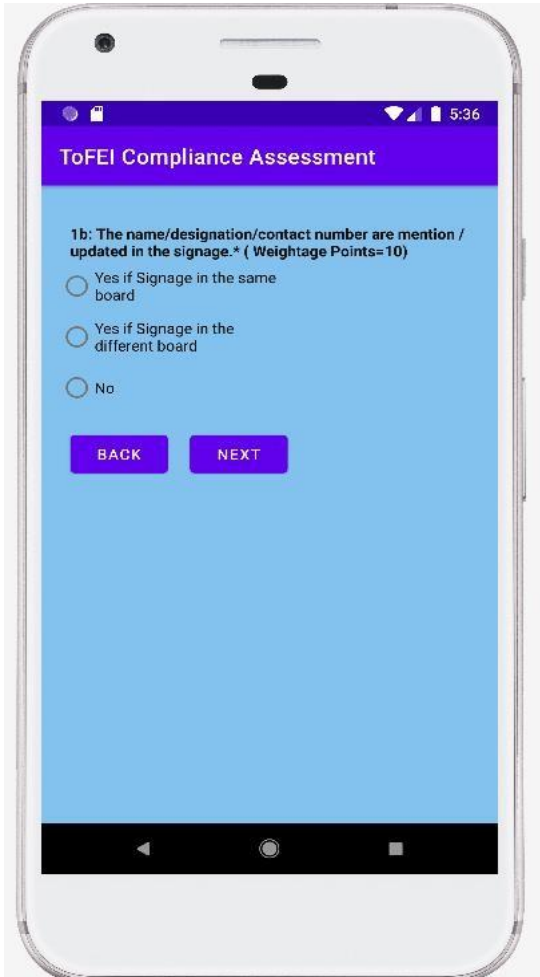 5:36
ToFEI Compliance Assessment
1b: The name/designation/contact number are mention /
updated in the signage.* ( Weightage Points=10)
Yes if Signage in the same
board
Yes if Signage in the
different board
No
BACK NEXT